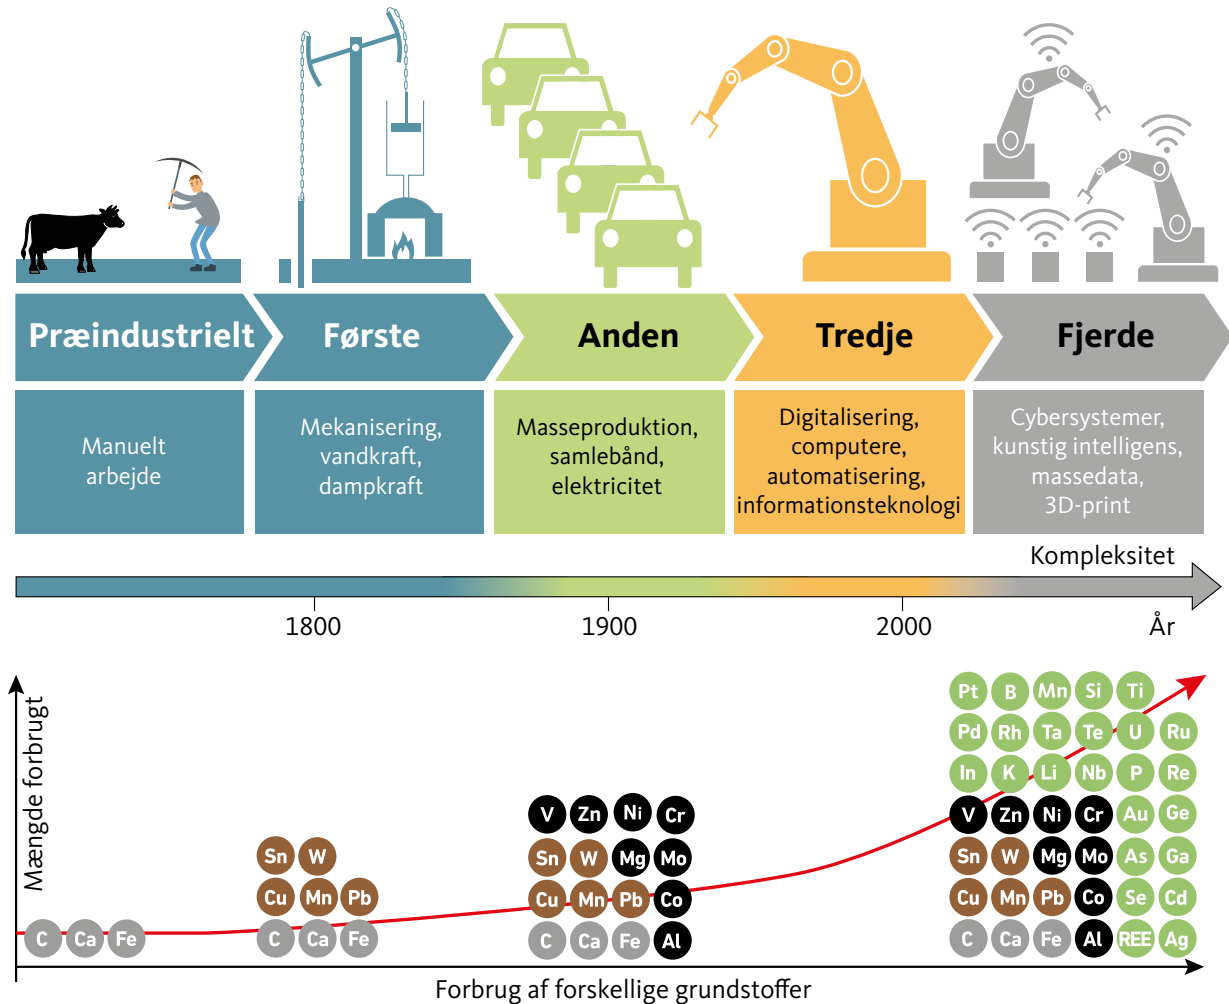 Præindustrielt
Første
Anden
Tredje
Fjerde
Manuelt
arbejde
Mekanisering,
vandkraft,
dampkraft
Masseproduktion,
samlebånd,
elektricitet
Digitalisering,
computere,
automatisering,
informationsteknologi
Cybersystemer,
kunstig intelligens,
massedata,
3D-print
Kompleksitet
1800
1900
2000
År
Mængde forbrugt
C Ca Fe
Sn W
Cu Mn Pb
C Ca Fe
V Zn Ni Cr
Sn W Mg Mo
Cu Mn Pb Co
C Ca Fe Al
Pt B Mn Si Ti
Pd Rh Ta Te U Ru
In K Li Nb P Re
V Zn Ni Cr Au Ge
Sn W Mg Mo As Ga
Cu Mn Pb Co Se Cd
C Ca Fe Al REE Ag
Forbrug af forskellige grundstoffer